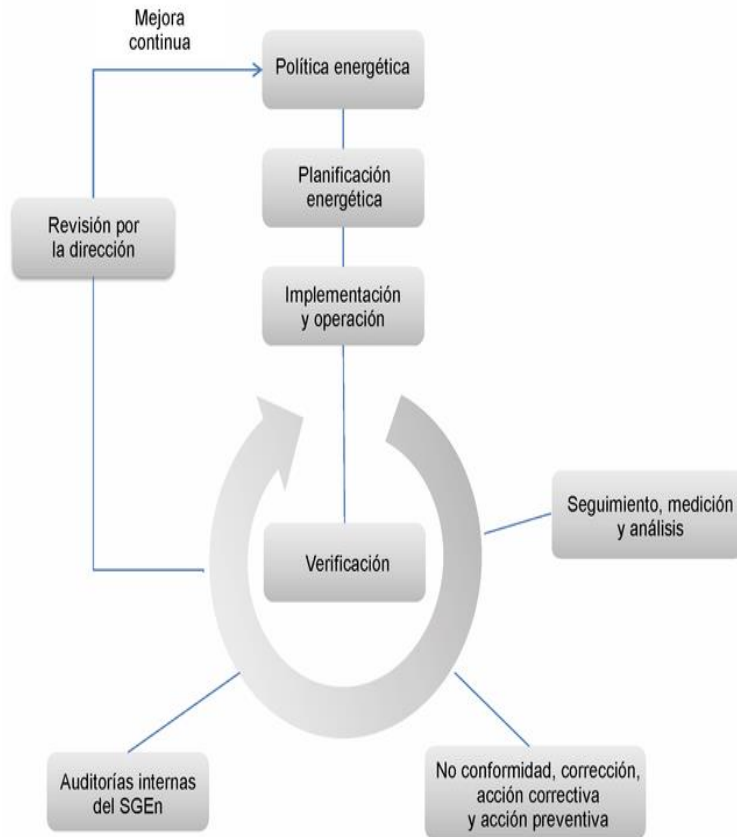 Mejora
continua
Política energética
Planificación
energética
Revisión por
la dirección
Implementación
y operación
Seguimiento, medición
y análisis
Verificación
Auditorías internas
del SGEn
No conformidad, corrección,
acción correctiva
y acción preventiva